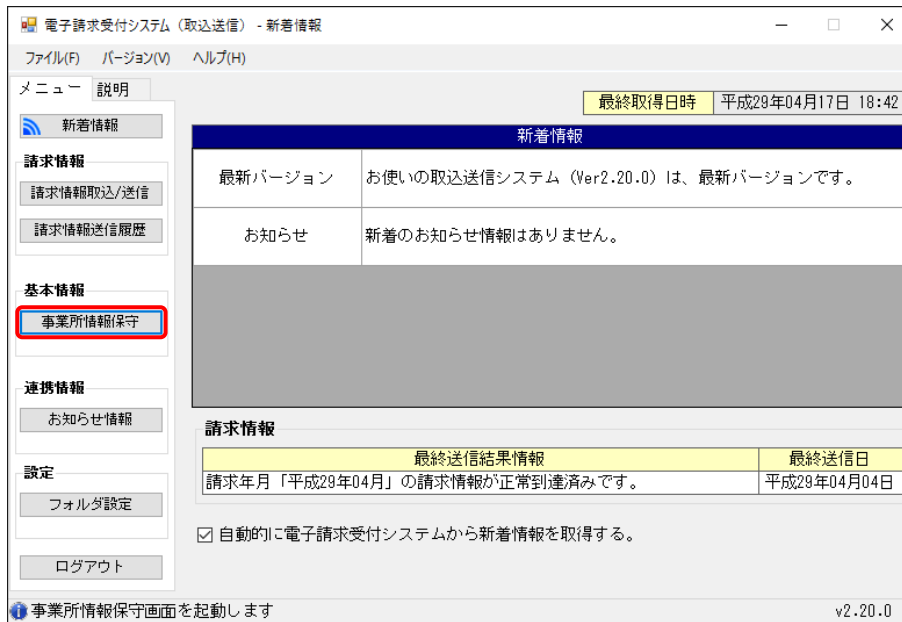 電子請求受付システム（取込送信） - 新着情報
ファイル(F) バージョン(V) ヘルプ(H)
メニュー 説明
最終取得日時 平成29年04月17日 18:42
新着情報
請求情報
請求情報取込/送信
請求情報送信履歴
基本情報
事業所情報保守
連携情報
お知らせ情報
設定
フォルダ設定
ログアウト
新着情報
最新バージョン お使いの取込送信システム（Ver2.20.0）は、最新バージョンです。
お知らせ 新着のお知らせ情報はありません。
請求情報
最終送信結果情報 最終送信日
請求年月「平成29年04月」の請求情報が正常到達済みです。 平成29年04月04日
自動的に電子請求受付システムから新着情報を取得する。
事業所情報保守画面を起動します v2.20.0